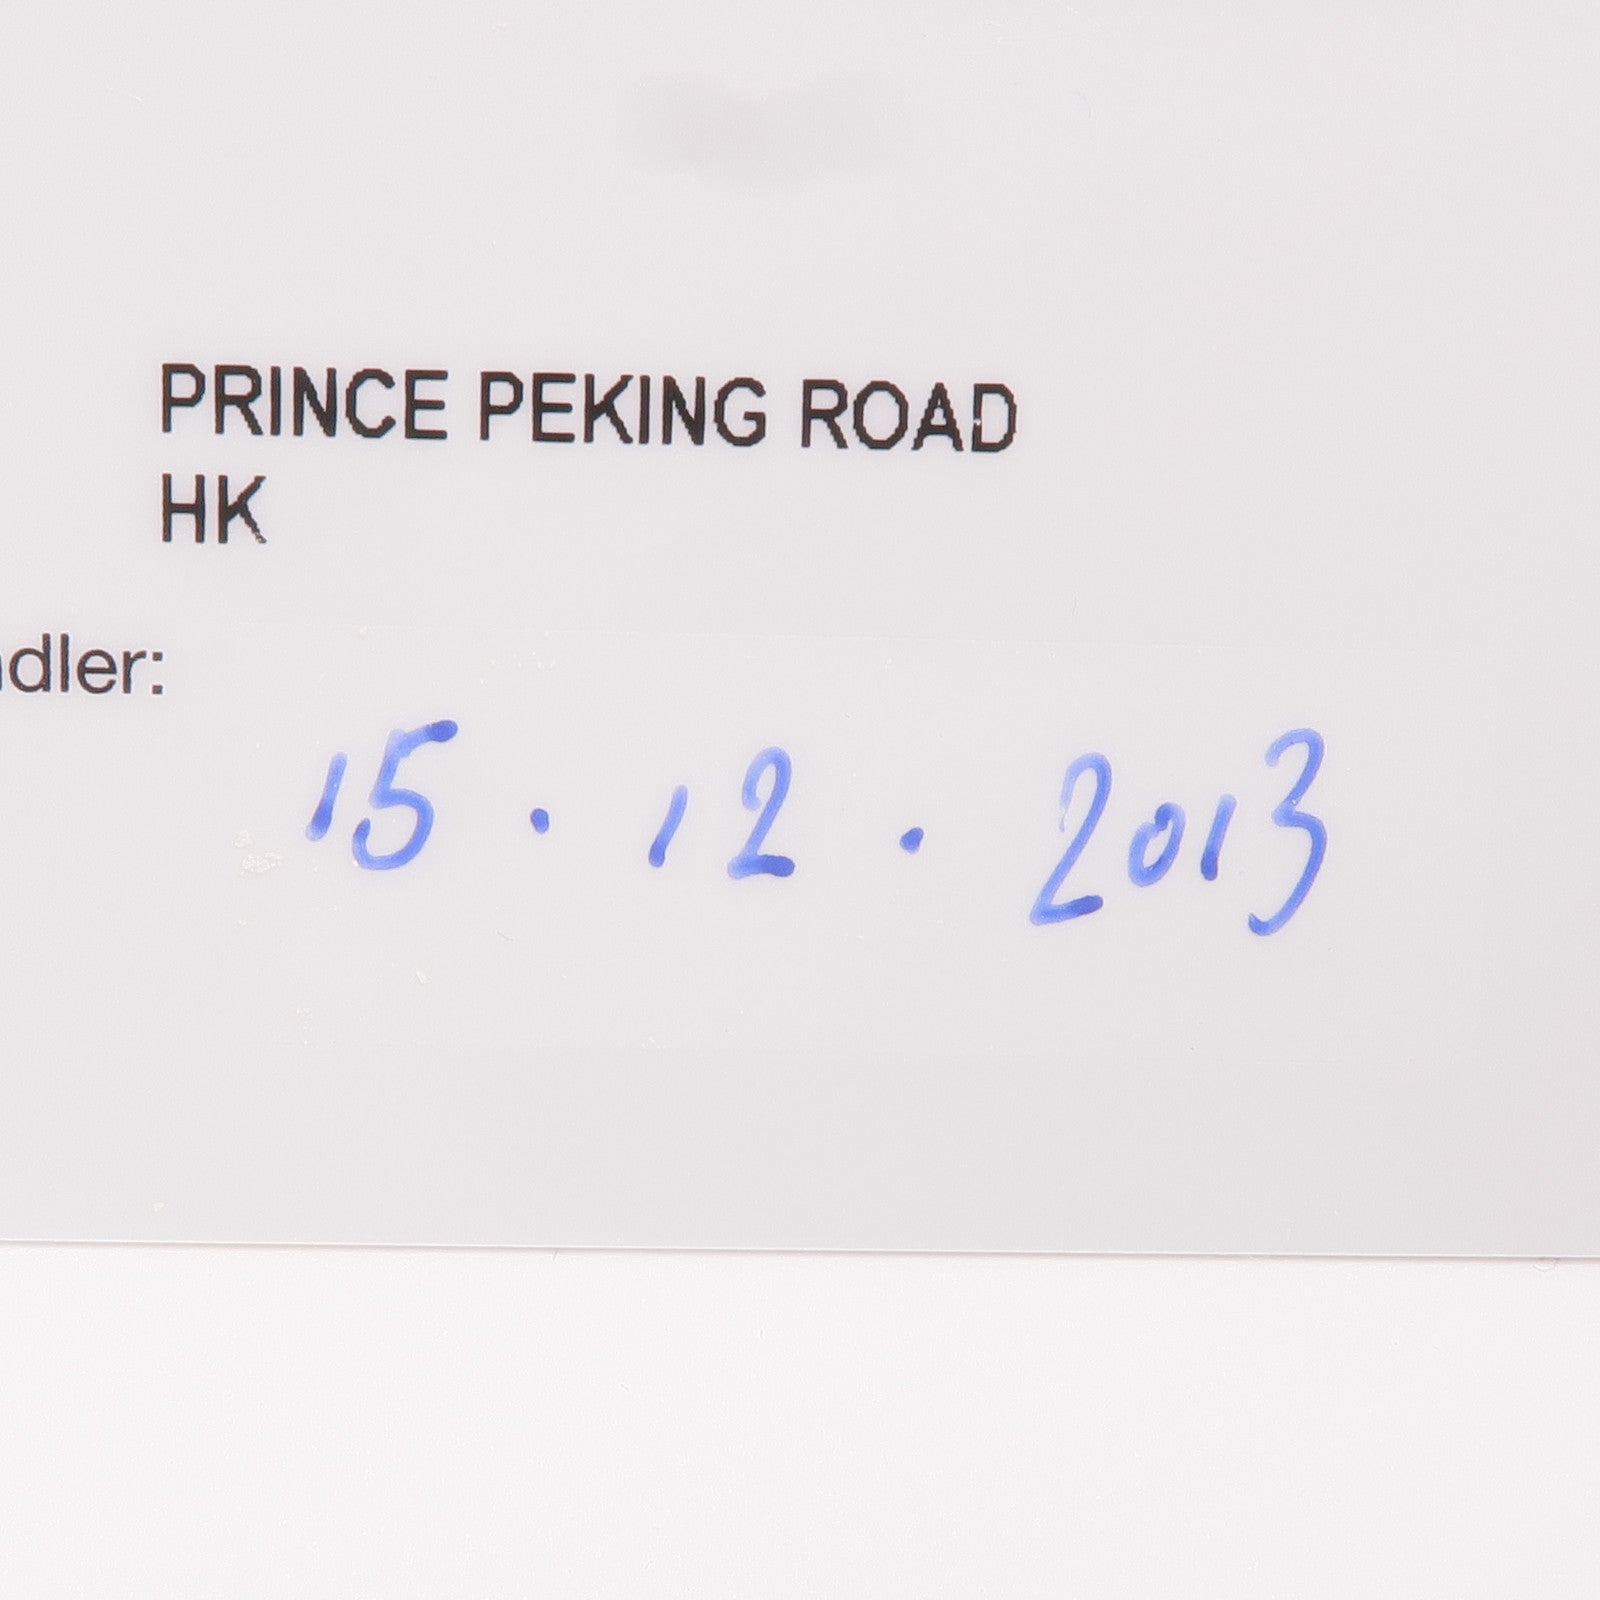 PRINCE PEKING ROAD
HK
dler:
15 . 12 . 2013